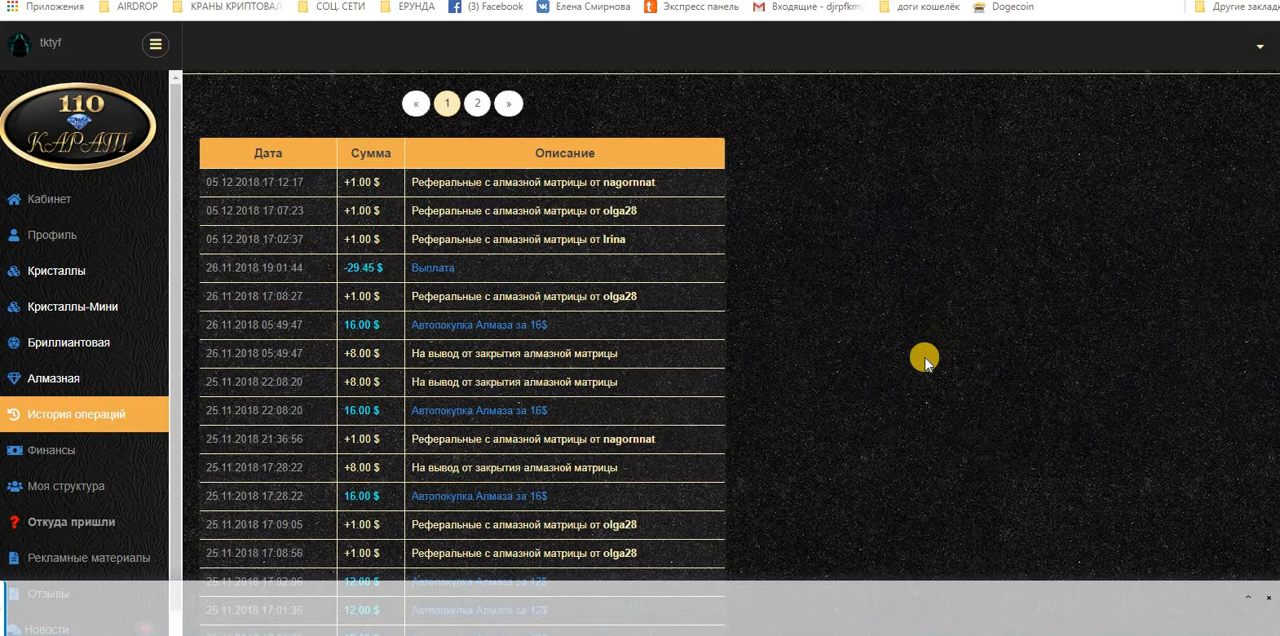 Приложения AIRDROP КРАНЫ КРИПТОВАЛ СОЦ. СЕТИ ЕРУНДА (3) Facebook Елена Смирнова Экспресс панель Входящие - djrpfkm доги кошелёк Dogecoin Другие заклад
tktyf
110
КАРАТ
Кабинет
Профиль
Кристаллы
Кристаллы-Мини
Бриллиантовая
Алмазная
История операций
Финансы
Моя структура
Откуда пришли
Рекламные материалы
Отзывы
Новости
« 1 2 »
Дата Сумма Описание
05.12.2018 17:12:17 +1.00 $ Реферальные с алмазной матрицы от nagornnat
05.12.2018 17:07:23 +1.00 $ Реферальные с алмазной матрицы от olga28
05.12.2018 17:02:37 +1.00 $ Реферальные с алмазной матрицы от Irina
26.11.2018 19:01:44 -29.45 $ Выплата
26.11.2018 17:08:27 +1.00 $ Реферальные с алмазной матрицы от olga28
26.11.2018 05:49:47 16.00 $ Автопокупка Алмаза за 16$
26.11.2018 05:49:47 +8.00 $ На вывод от закрытия алмазной матрицы
25.11.2018 22:08:20 +8.00 $ На вывод от закрытия алмазной матрицы
25.11.2018 22:08:20 16.00 $ Автопокупка Алмаза за 16$
25.11.2018 21:36:56 +1.00 $ Реферальные с алмазной матрицы от nagornnat
25.11.2018 17:28:22 +8.00 $ На вывод от закрытия алмазной матрицы
25.11.2018 17:28:22 16.00 $ Автопокупка Алмаза за 16$
25.11.2018 17:09:05 +1.00 $ Реферальные с алмазной матрицы от olga28
25.11.2018 17:08:56 +1.00 $ Реферальные с алмазной матрицы от olga28
25.11.2018 17:02:06 12.00 $ Автопокупка Алмаза за 12$
25.11.2018 17:01:35 12.00 $ Автопокупка Алмаза за 12$